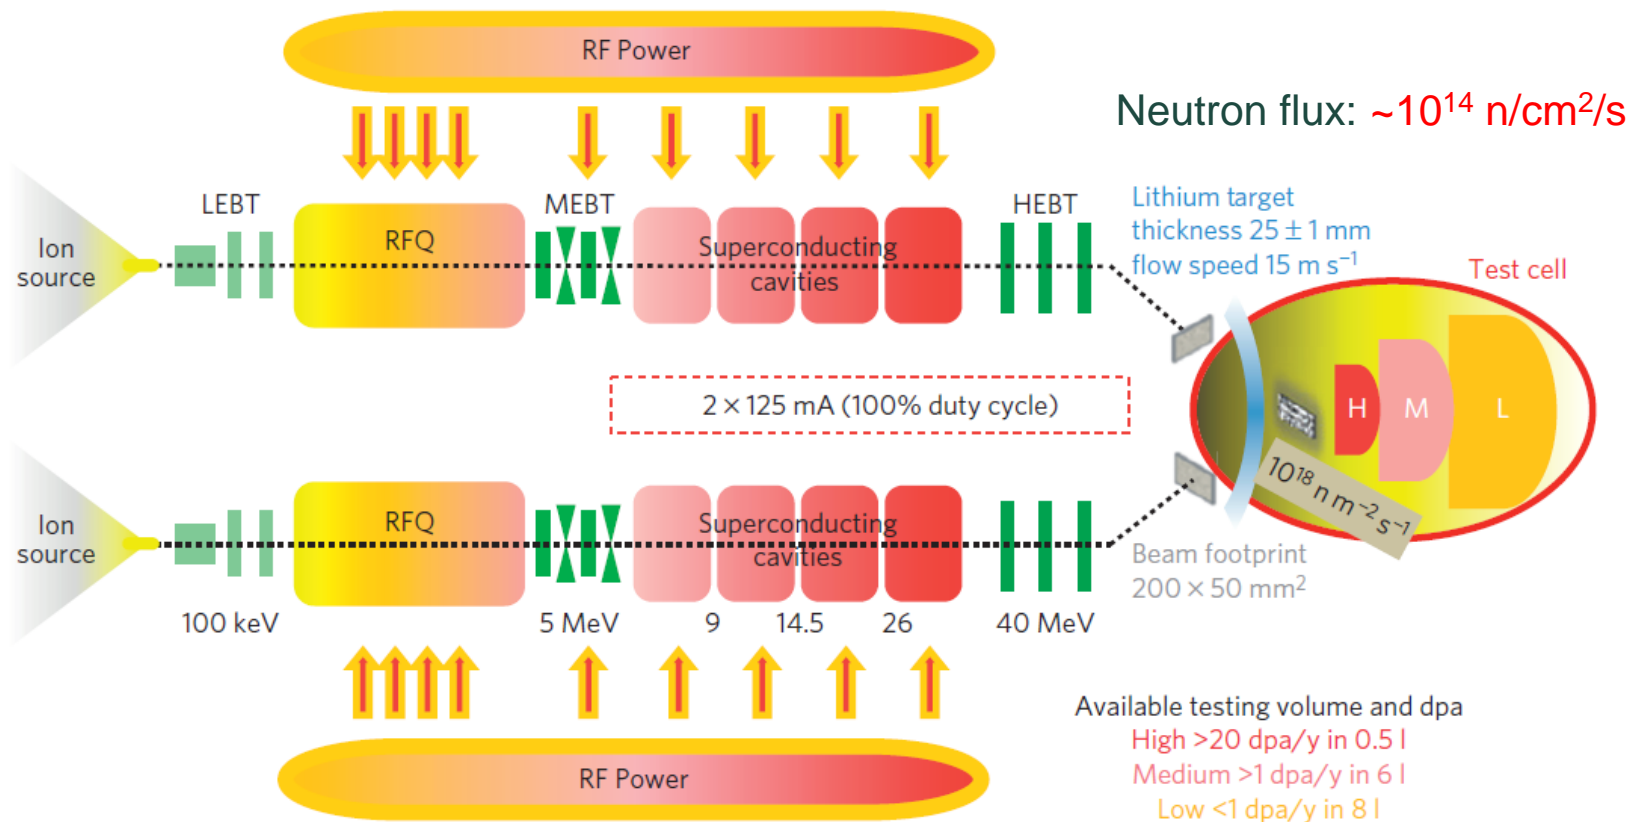 RF Power
Neutron flux: ~10¹⁴ n/cm²/s
LEBT
MEBT
HEBT
Lithium target
thickness 25 ± 1 mm
flow speed 15 m s⁻¹
Ion
source
RFQ
Superconducting
cavities
Test cell
2 × 125 mA (100% duty cycle)
H
M
L
10¹⁸ n m⁻² s⁻¹
Ion
source
RFQ
Superconducting
cavities
Beam footprint
200 × 50 mm²
100 keV
5 MeV
9
14.5
26
40 MeV
RF Power
Available testing volume and dpa
High >20 dpa/y in 0.5 l
Medium >1 dpa/y in 6 l
Low <1 dpa/y in 8 l